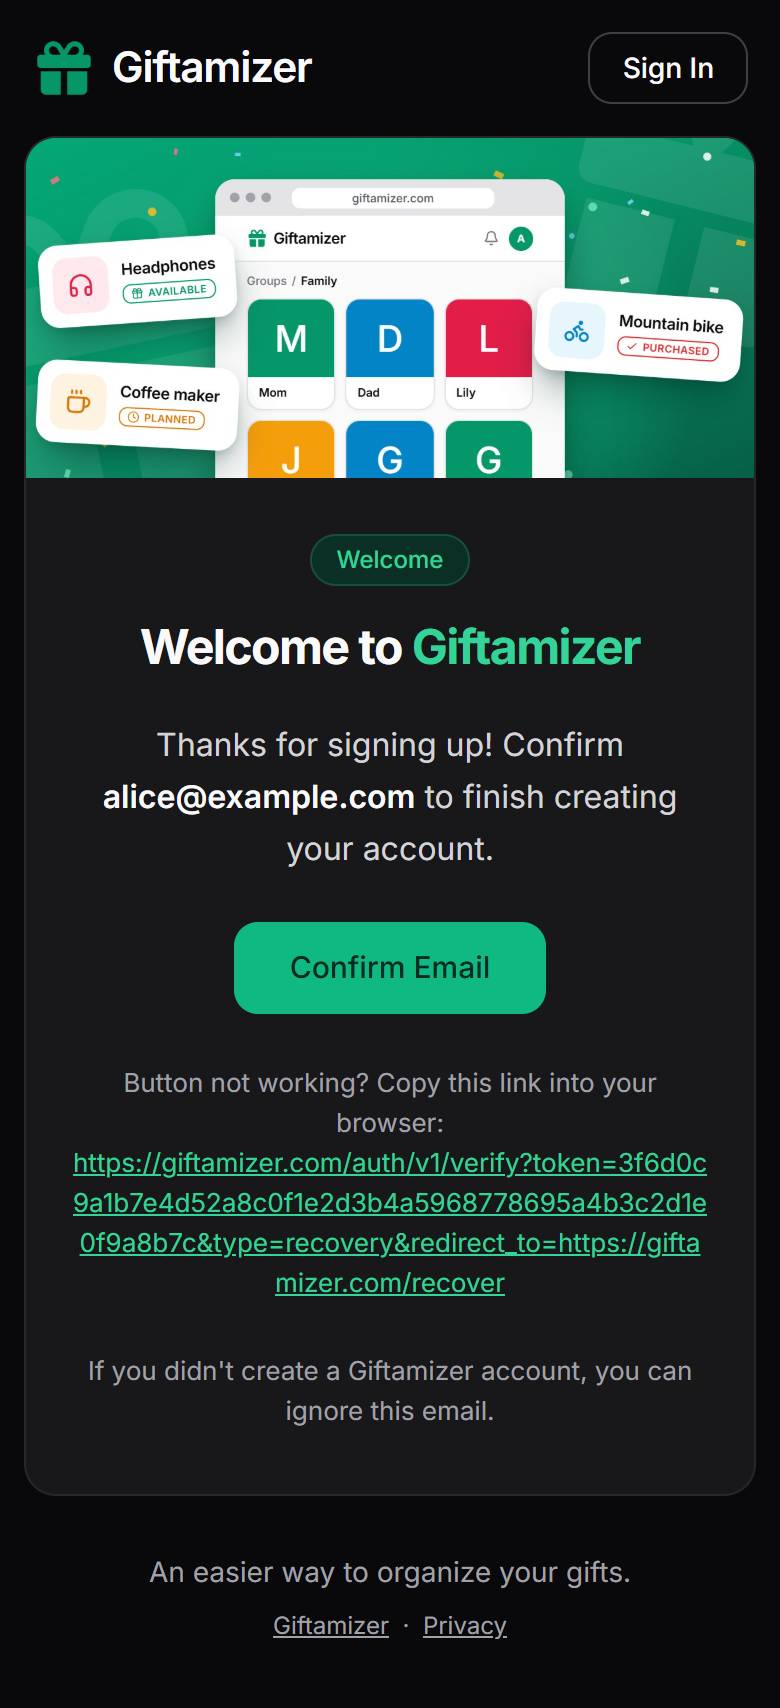 Giftamizer
Sign In
giftamizer.com
Giftamizer
A
Groups / Family
Headphones
AVAILABLE
M
D
L
Mom
Dad
Lily
Mountain bike
PURCHASED
Coffee maker
PLANNED
J
G
G
Welcome
Welcome to Giftamizer
Thanks for signing up! Confirm
alice@example.com to finish creating
your account.
Confirm Email
Button not working? Copy this link into your
browser:
https://giftamizer.com/auth/v1/verify?token=3f6d0c
9a1b7e4d52a8c0f1e2d3b4a5968778695a4b3c2d1e
0f9a8b7c&type=recovery&redirect_to=https://gifta
mizer.com/recover
If you didn't create a Giftamizer account, you can
ignore this email.
An easier way to organize your gifts.
Giftamizer · Privacy